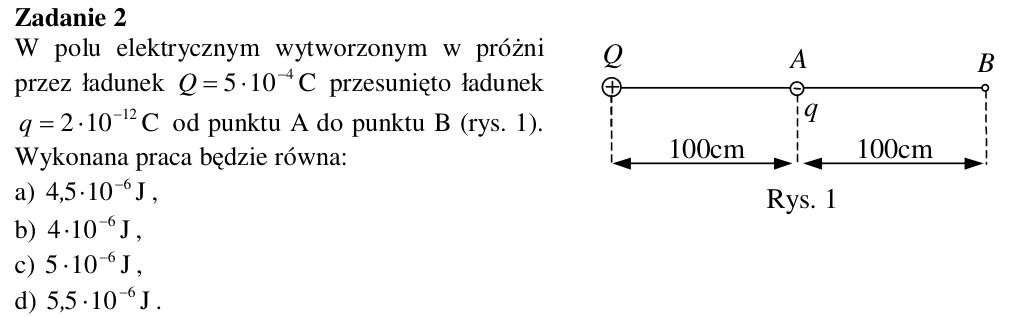 Zadanie 2
W polu elektrycznym wytworzonym w próżni
przez ładunek Q = 5·10⁻⁴ C przesunięto ładunek
q = 2·10⁻¹² C od punktu A do punktu B (rys. 1).
Wykonana praca będzie równa:
a) 4,5·10⁻⁶ J,
b) 4·10⁻⁶ J,
c) 5·10⁻⁶ J,
d) 5,5·10⁻⁶ J.
Q A B
+ −
q
100cm 100cm
Rys. 1